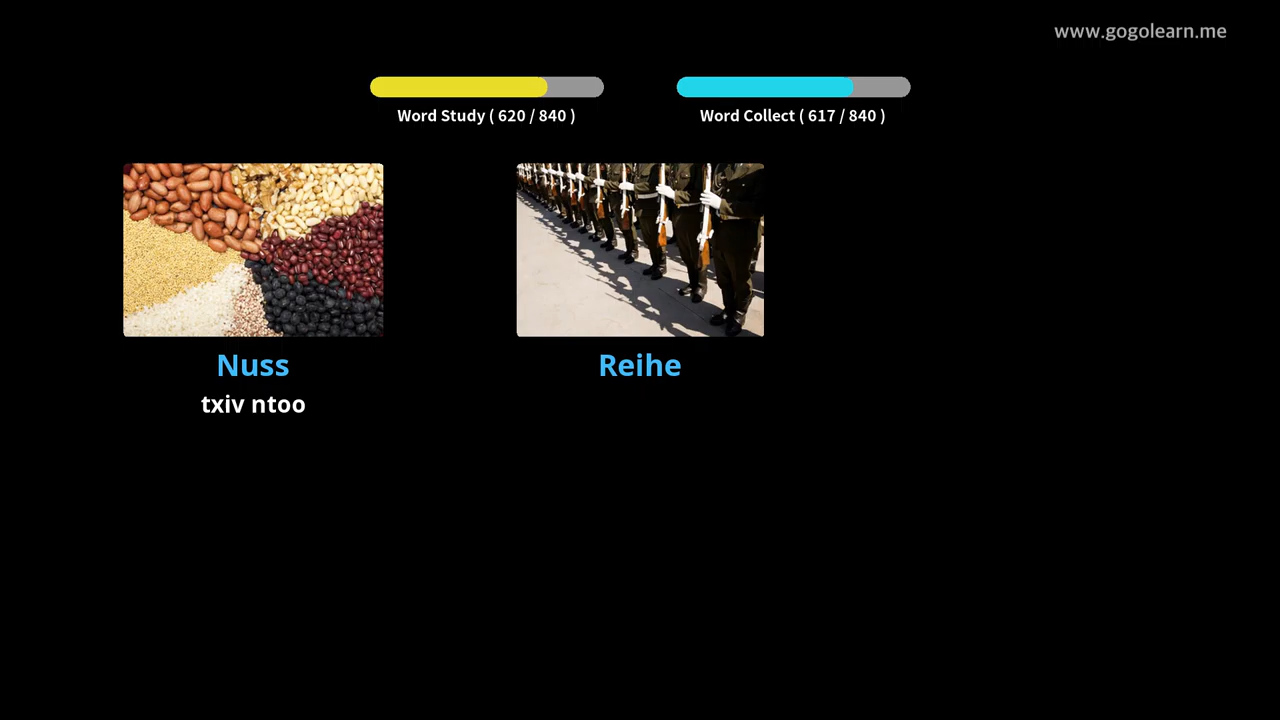 www.gogolearn.me
Word Study ( 620 / 840 )
Word Collect ( 617 / 840 )
Nuss
Reihe
txiv ntoo